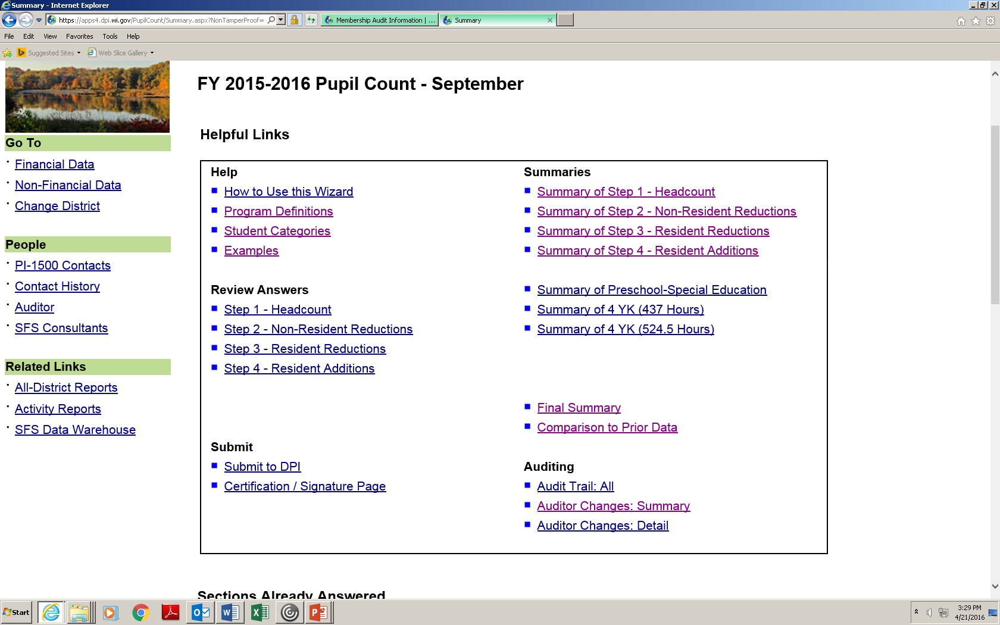 Summary - Internet Explorer
https://apps4.dpi.wi.gov/PupilCount/Summary.aspx?NonTamperProof=
Membership Audit Information | ...
Summary
File Edit View Favorites Tools Help
Suggested Sites
Web Slice Gallery
FY 2015-2016 Pupil Count - September
Go To
Financial Data
Non-Financial Data
Change District
People
PI-1500 Contacts
Contact History
Auditor
SFS Consultants
Related Links
All-District Reports
Activity Reports
SFS Data Warehouse
Helpful Links
Help
How to Use this Wizard
Program Definitions
Student Categories
Examples
Review Answers
Step 1 - Headcount
Step 2 - Non-Resident Reductions
Step 3 - Resident Reductions
Step 4 - Resident Additions
Submit
Submit to DPI
Certification / Signature Page
Summaries
Summary of Step 1 - Headcount
Summary of Step 2 - Non-Resident Reductions
Summary of Step 3 - Resident Reductions
Summary of Step 4 - Resident Additions
Summary of Preschool-Special Education
Summary of 4 YK (437 Hours)
Summary of 4 YK (524.5 Hours)
Final Summary
Comparison to Prior Data
Auditing
Audit Trail: All
Auditor Changes: Summary
Auditor Changes: Detail
Sections Already Answered
Start
3:29 PM
4/21/2016